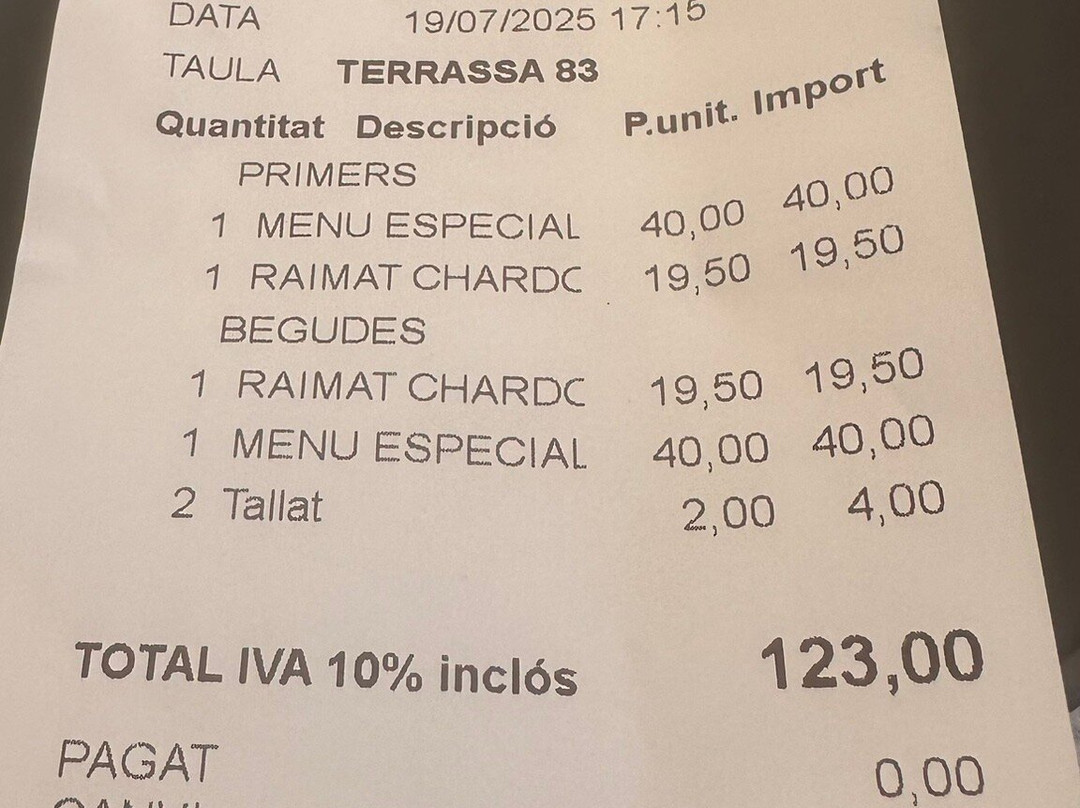 DATA 19/07/2025 17:15
TAULA TERRASSA 83
Quantitat Descripció P.unit. Import
PRIMERS
1 MENU ESPECIAL 40,00 40,00
1 RAIMAT CHARDC 19,50 19,50
BEGUDES
1 RAIMAT CHARDC 19,50 19,50
1 MENU ESPECIAL 40,00 40,00
2 Tallat 2,00 4,00
TOTAL IVA 10% inclós 123,00
PAGAT 0,00